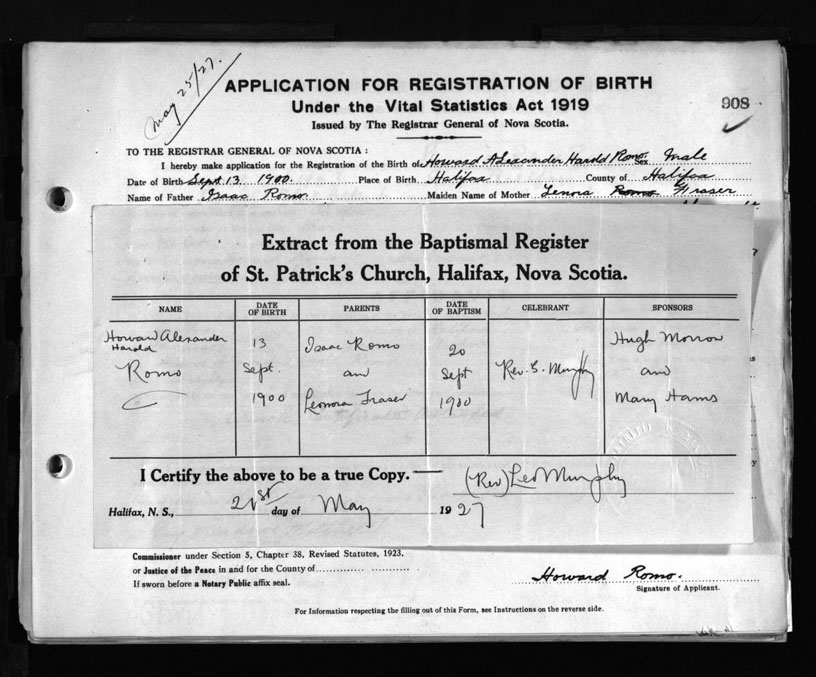 May 25/27.
APPLICATION FOR REGISTRATION OF BIRTH
Under the Vital Statistics Act 1919
908
Issued by The Registrar General of Nova Scotia.
TO THE REGISTRAR GENERAL OF NOVA SCOTIA :
I hereby make application for the Registration of the Birth of Howard Alexander Harold Romo. Sex Male
Date of Birth Sept. 13 1900. Place of Birth Halifax County of Halifax
Name of Father Isaac Romo. Maiden Name of Mother Lenora Romo Fraser
Extract from the Baptismal Register
of St. Patrick's Church, Halifax, Nova Scotia.
NAME DATE OF BIRTH PARENTS DATE OF BAPTISM CELEBRANT SPONSORS
Howard Alexander Harold 13 Isaac Romo 20 Hugh Morrow
Romo Sept. and Sept Rev. G. Murphy and
1900 Leonora Fraser 1900 Mary Hams
I Certify the above to be a true Copy. — (Rev) Leo Murphy
Halifax, N. S., 21st day of May 1927
Commissioner under Section 5, Chapter 38, Revised Statutes, 1923.
or Justice of the Peace in and for the County of
If sworn before a Notary Public affix seal.
Howard Romo.
Signature of Applicant.
For Information respecting the filling out of this Form, see Instructions on the reverse side.